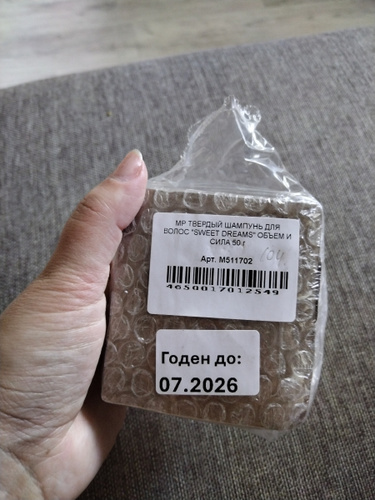 МР ТВЕРДЫЙ ШАМПУНЬ ДЛЯ
ВОЛОС "SWEET DREAMS" ОБЪЕМ И
СИЛА 50 г
Арт. М511702
4650017012549
Годен до:
07.2026